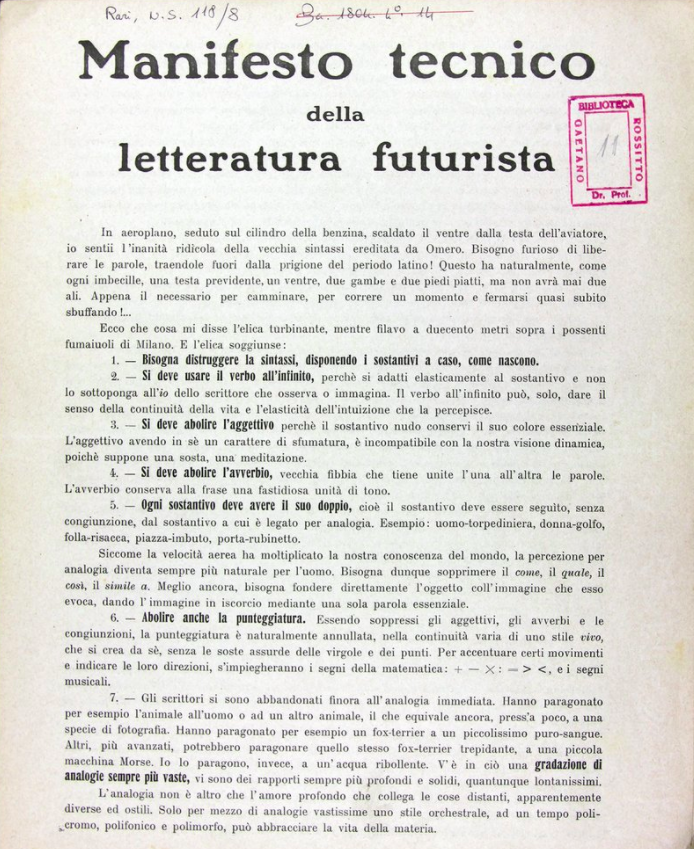 Rari, N.S. 118/8
Ba. 1804. N°. 14
Manifesto tecnico
della
letteratura futurista
BIBLIOTECA
GAETANO
ROSSITTO
11
Dr. Prof.
In aeroplano, seduto sul cilindro della benzina, scaldato il ventre dalla testa dell'aviatore,
io sentii l'inanità ridicola della vecchia sintassi ereditata da Omero. Bisogno furioso di libe-
rare le parole, traendole fuori dalla prigione del periodo latino! Questo ha naturalmente, come
ogni imbecille, una testa previdente, un ventre, due gambe e due piedi piatti, ma non avrà mai due
ali. Appena il necessario per camminare, per correre un momento e fermarsi quasi subito
sbuffando!...
Ecco che cosa mi disse l'elica turbinante, mentre filavo a duecento metri sopra i possenti
fumaiuoli di Milano. E l'elica soggiunse:
1. — Bisogna distruggere la sintassi, disponendo i sostantivi a caso, come nascono.
2. — Si deve usare il verbo all'infinito, perchè si adatti elasticamente al sostantivo e non
lo sottoponga all'io dello scrittore che osserva o immagina. Il verbo all'infinito può, solo, dare il
senso della continuità della vita e l'elasticità dell'intuizione che la percepisce.
3. — Si deve abolire l'aggettivo perchè il sostantivo nudo conservi il suo colore essenziale.
L'aggettivo avendo in sè un carattere di sfumatura, è incompatibile con la nostra visione dinamica,
poichè suppone una sosta, una meditazione.
4. — Si deve abolire l'avverbio, vecchia fibbia che tiene unite l'una all'altra le parole.
L'avverbio conserva alla frase una fastidiosa unità di tono.
5. — Ogni sostantivo deve avere il suo doppio, cioè il sostantivo deve essere seguìto, senza
congiunzione, dal sostantivo a cui è legato per analogia. Esempio: uomo-torpediniera, donna-golfo,
folla-risacca, piazza-imbuto, porta-rubinetto.
Siccome la velocità aerea ha moltiplicato la nostra conoscenza del mondo, la percezione per
analogia diventa sempre più naturale per l'uomo. Bisogna dunque sopprimere il come, il quale, il
così, il simile a. Meglio ancora, bisogna fondere direttamente l'oggetto coll'immagine che esso
evoca, dando l'immagine in iscorcio mediante una sola parola essenziale.
6. — Abolire anche la punteggiatura. Essendo soppressi gli aggettivi, gli avverbi e le
congiunzioni, la punteggiatura è naturalmente annullata, nella continuità varia di uno stile vivo,
che si crea da sè, senza le soste assurde delle virgole e dei punti. Per accentuare certi movimenti
e indicare le loro direzioni, s'impiegheranno i segni della matematica: + — × : = > <, e i segni
musicali.
7. — Gli scrittori si sono abbandonati finora all'analogia immediata. Hanno paragonato
per esempio l'animale all'uomo o ad un altro animale, il che equivale ancora, press'a poco, a una
specie di fotografia. Hanno paragonato per esempio un fox-terrier a un piccolissimo puro-sangue.
Altri, più avanzati, potrebbero paragonare quello stesso fox-terrier trepidante, a una piccola
macchina Morse. Io lo paragono, invece, a un'acqua ribollente. V'è in ciò una gradazione di
analogie sempre più vaste, vi sono dei rapporti sempre più profondi e solidi, quantunque lontanissimi.
L'analogia non è altro che l'amore profondo che collega le cose distanti, apparentemente
diverse ed ostili. Solo per mezzo di analogie vastissime uno stile orchestrale, ad un tempo poli-
cromo, polifonico e polimorfo, può abbracciare la vita della materia.